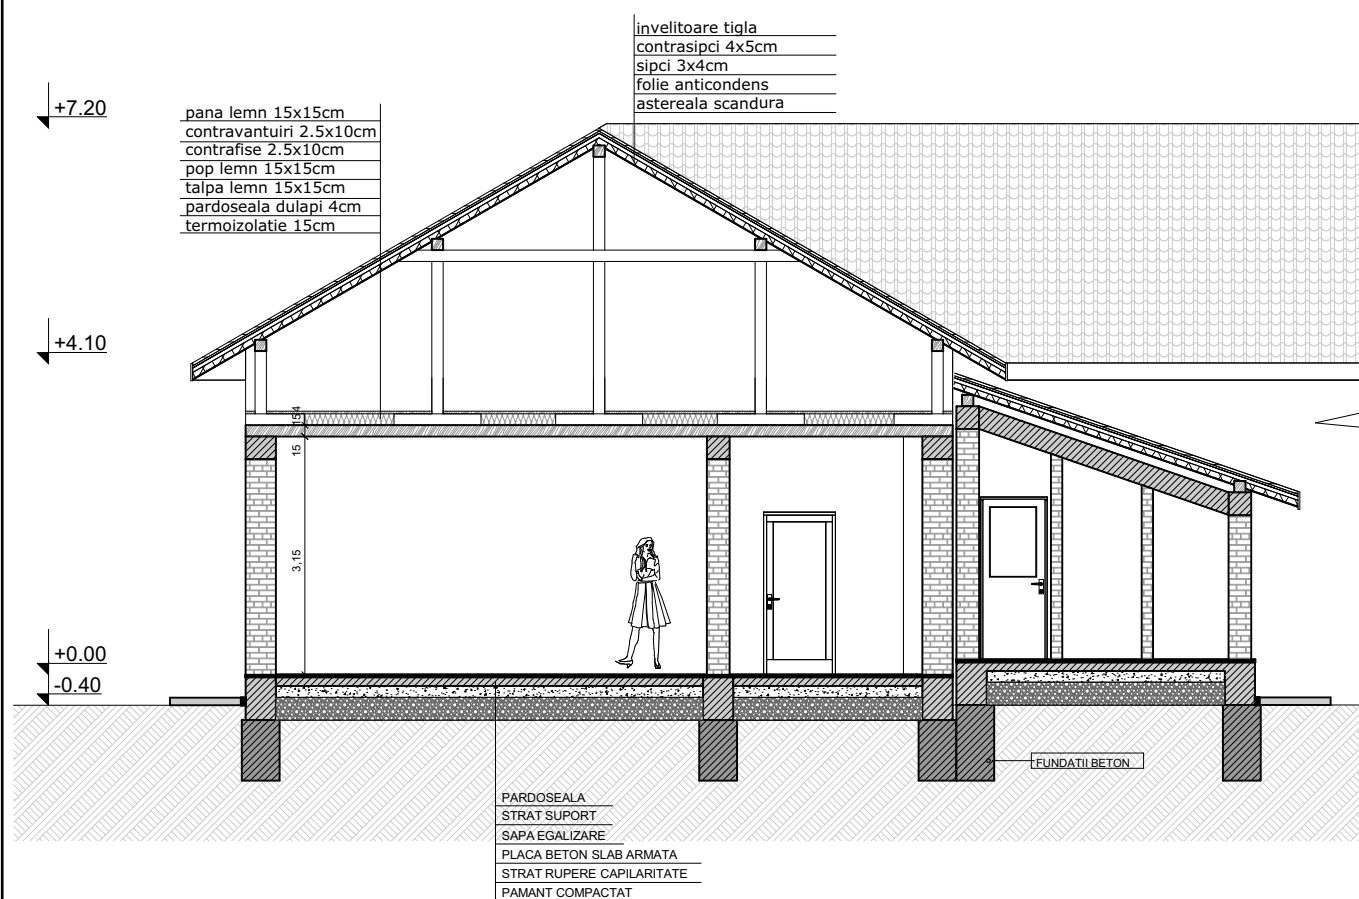 invelitoare tigla
contrasipci 4x5cm
sipci 3x4cm
folie anticondens
astereala scandura
+7.20
pana lemn 15x15cm
contravantuiri 2.5x10cm
contrafise 2.5x10cm
pop lemn 15x15cm
talpa lemn 15x15cm
pardoseala dulapi 4cm
termoizolatie 15cm
+4.10
4
15
15
3,15
+0.00
-0.40
FUNDATII BETON
PARDOSEALA
STRAT SUPORT
SAPA EGALIZARE
PLACA BETON SLAB ARMATA
STRAT RUPERE CAPILARITATE
PAMANT COMPACTAT